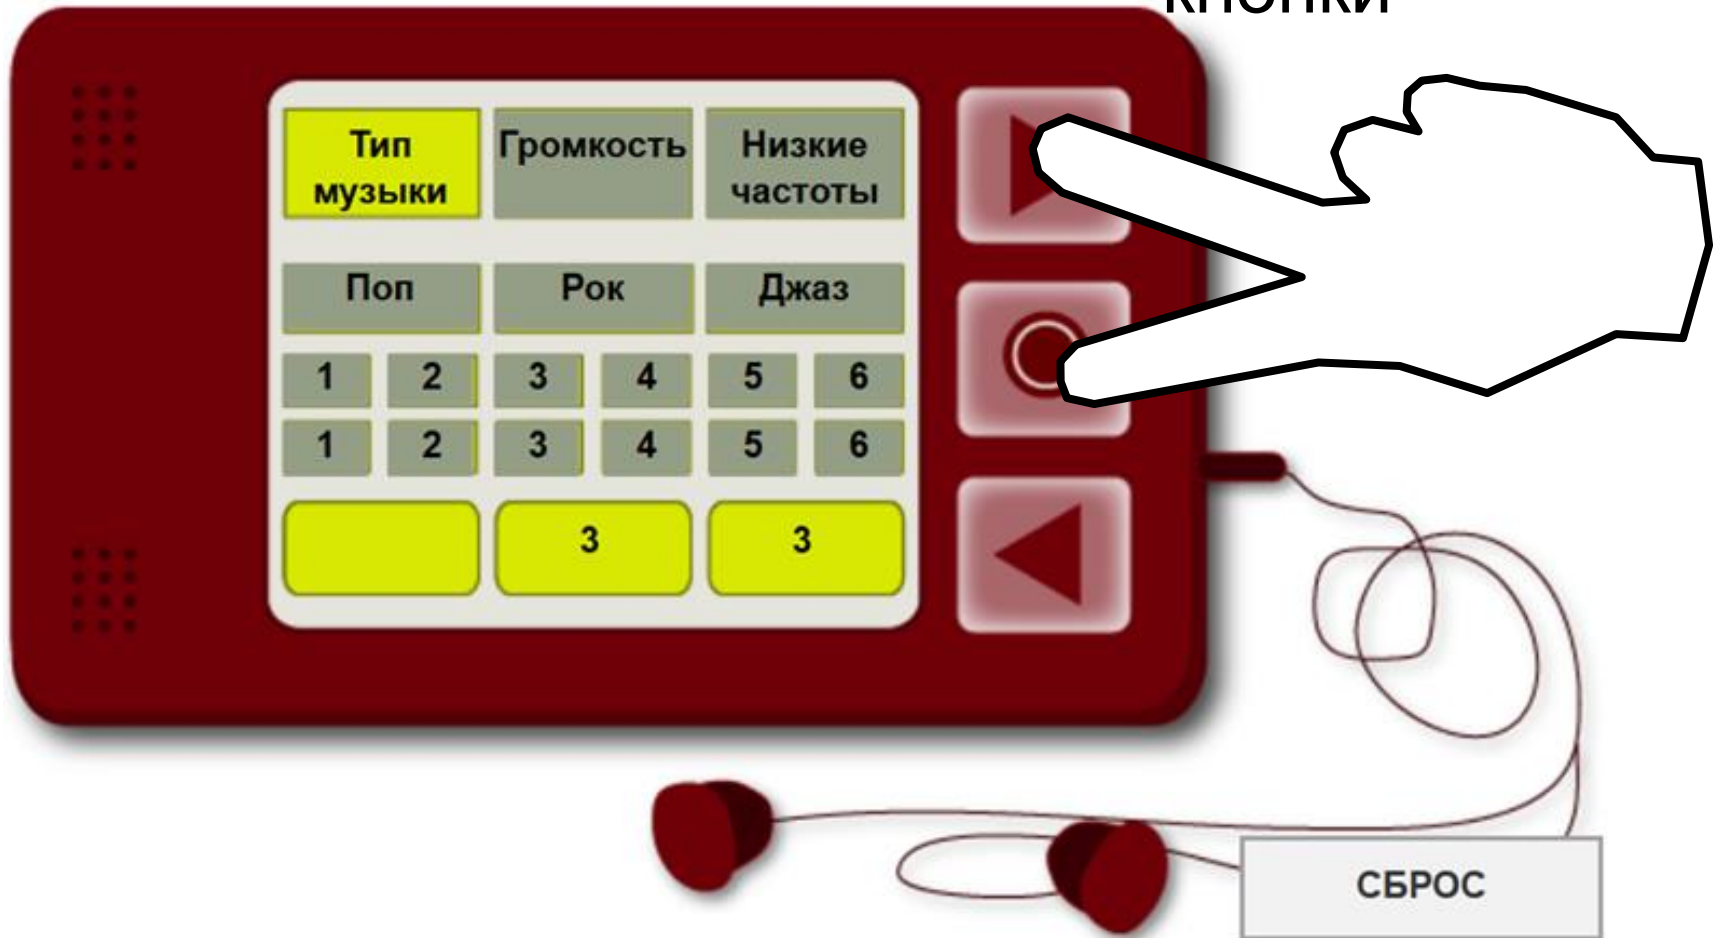 кнопки
Тип музыки Громкость Низкие частоты
Поп Рок Джаз
1 2 3 4 5 6
1 2 3 4 5 6
3 3
СБРОС